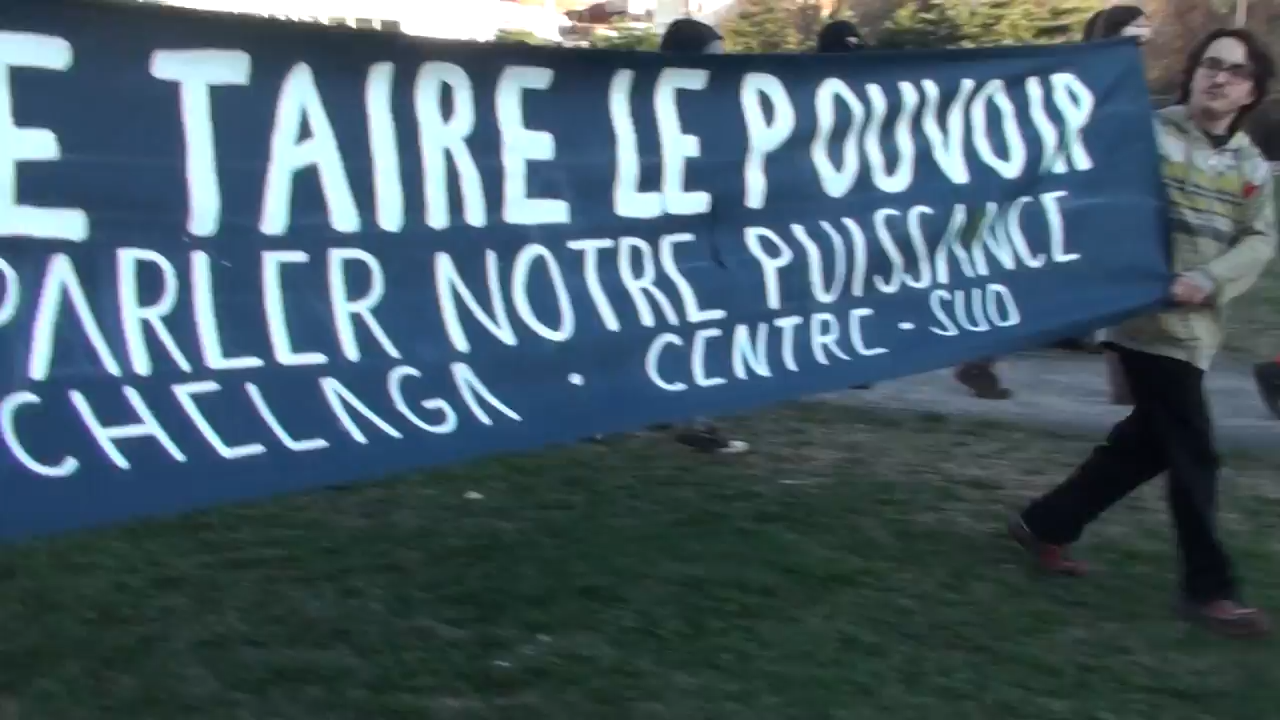 TAIRE LE POUVOIR
PARLER NOTRE PUISSANCE
CHELAGA · CENTRE-SUD